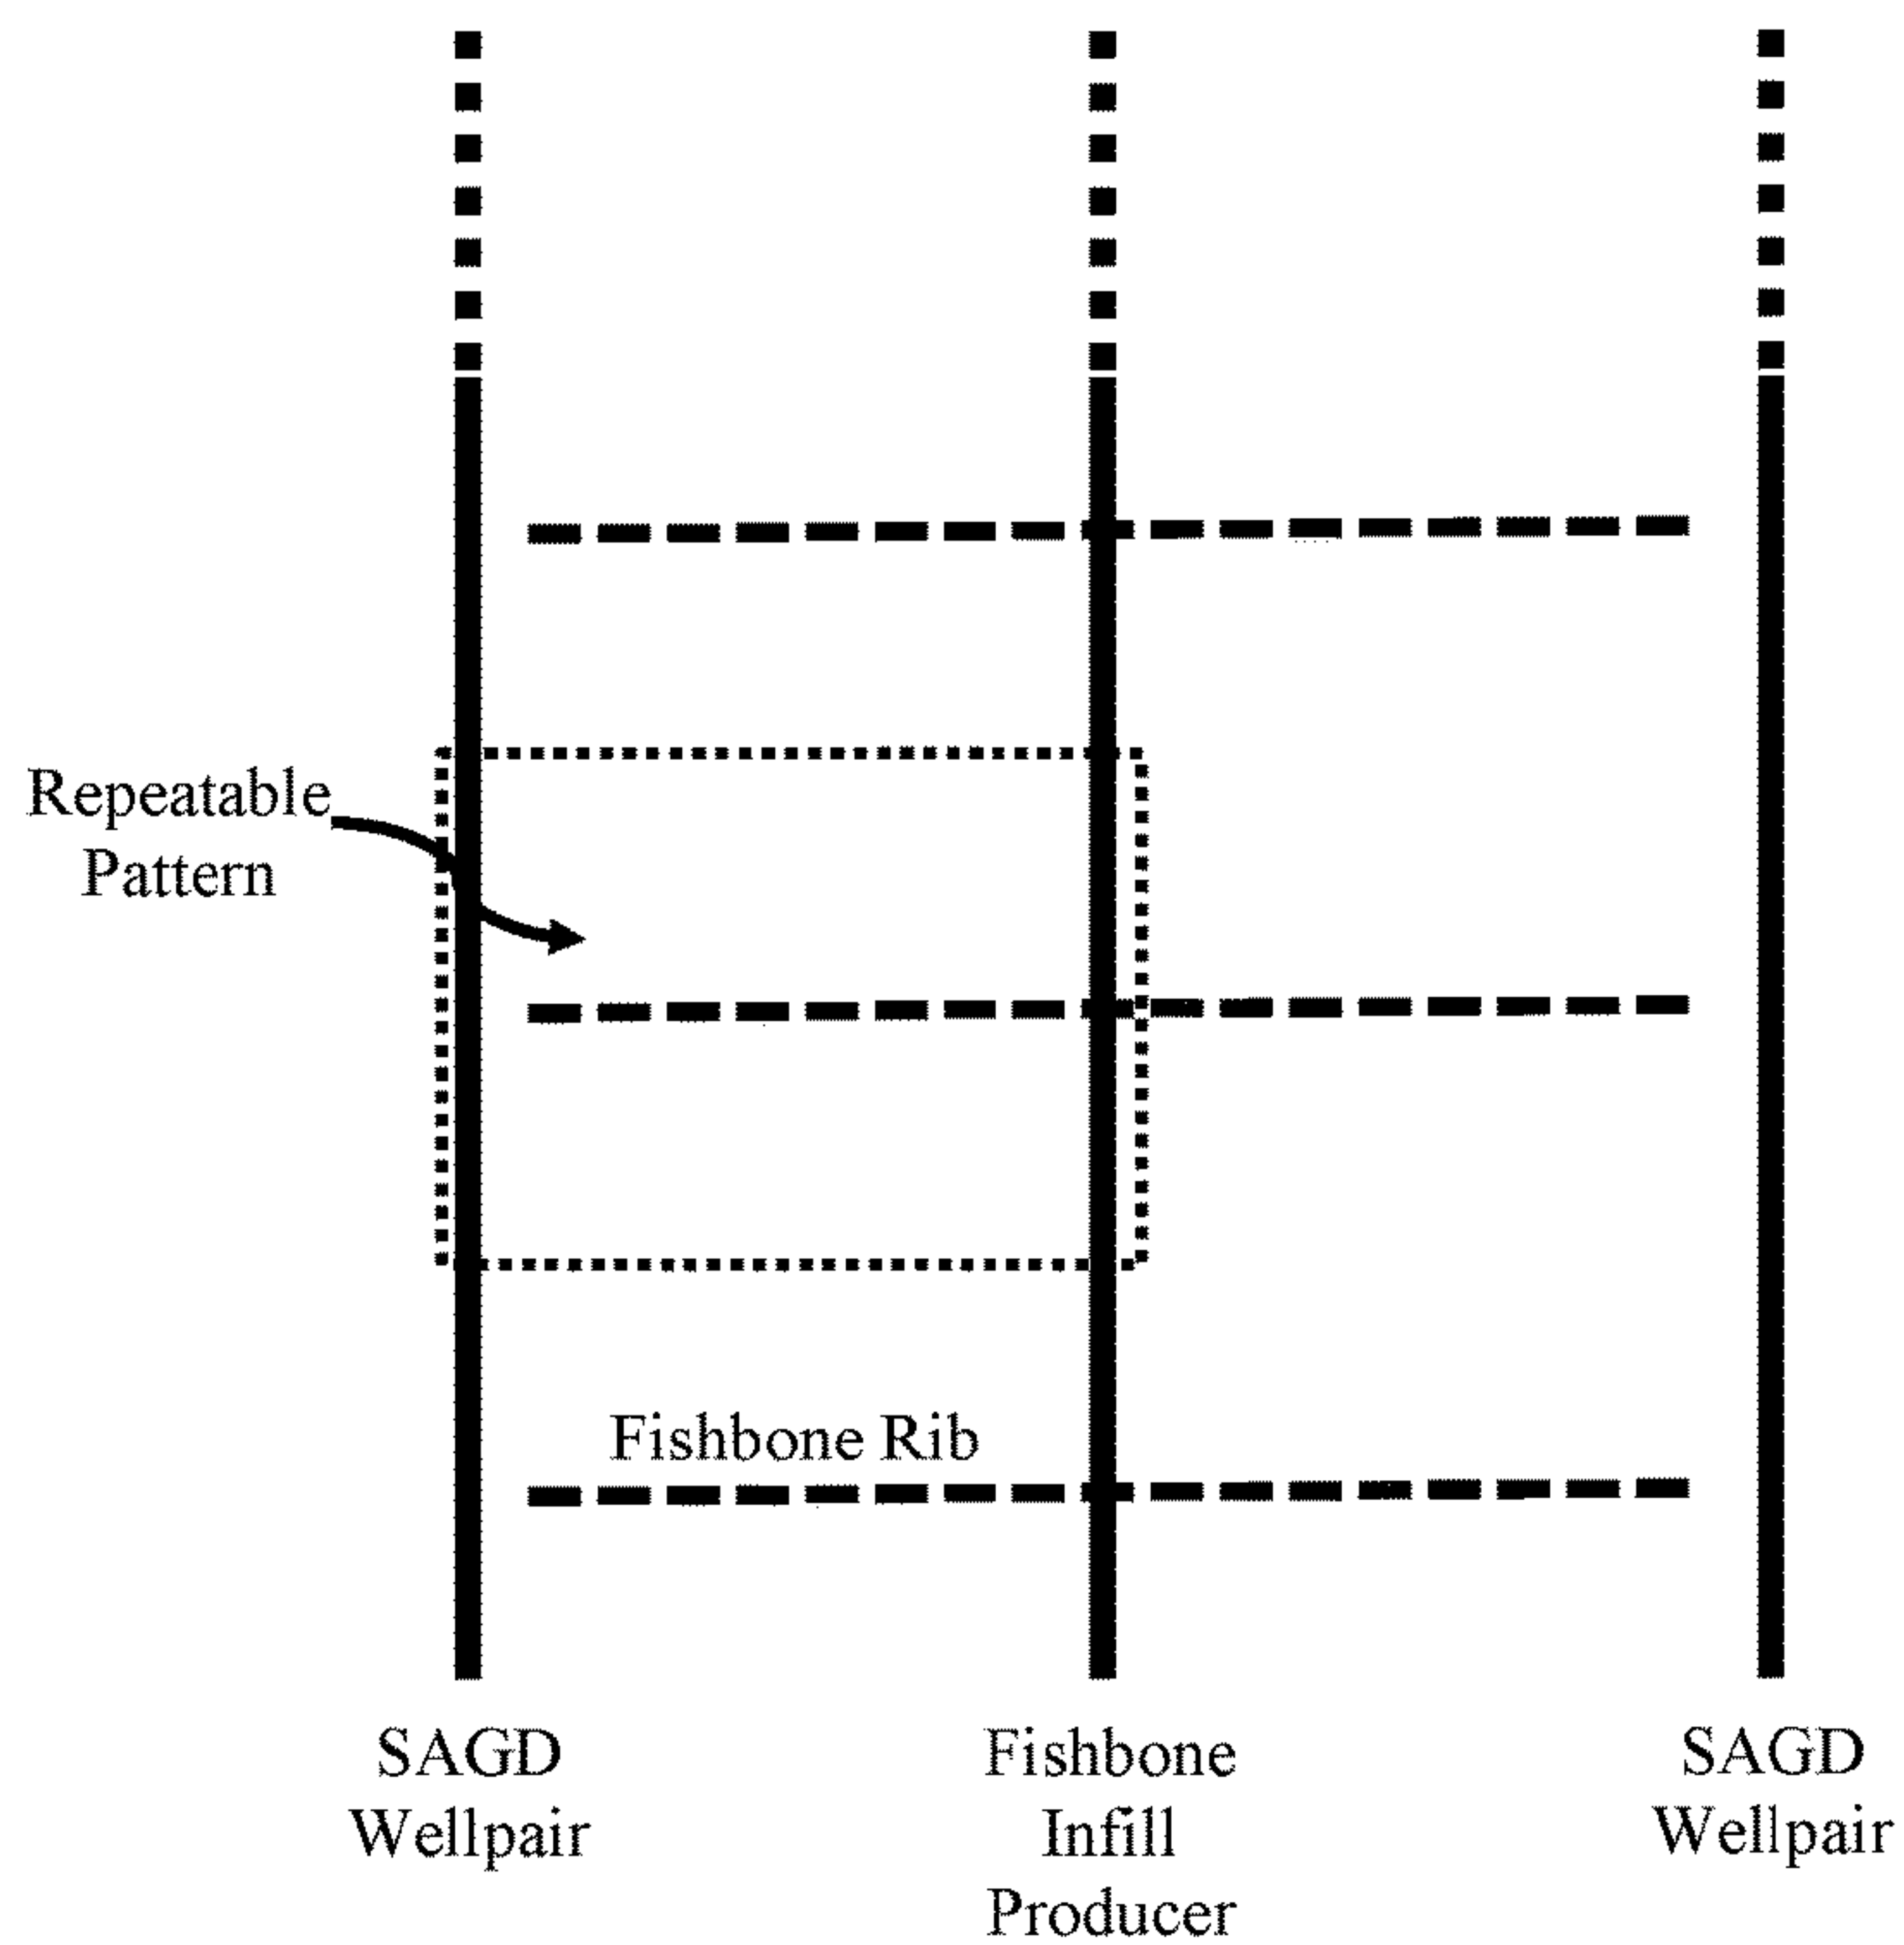 Repeatable
Pattern
Fishbone Rib
SAGD
Wellpair
Fishbone
Infill
Producer
SAGD
Wellpair